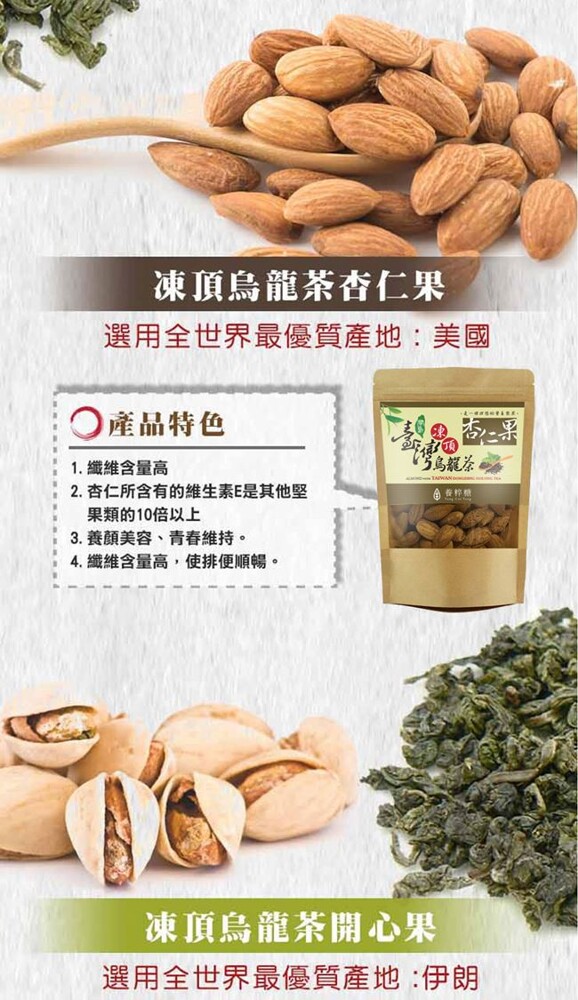 凍頂烏龍茶杏仁果
選用全世界最優質產地：美國
產品特色
1. 纖維含量高
2. 杏仁所含有的維生素E是其他堅
果類的10倍以上
3. 養顏美容、青春維持。
4. 纖維含量高，使排便順暢。
杏仁果
臺灣
凍頂
烏龍茶
養梓糖
凍頂烏龍茶開心果
選用全世界最優質產地:伊朗